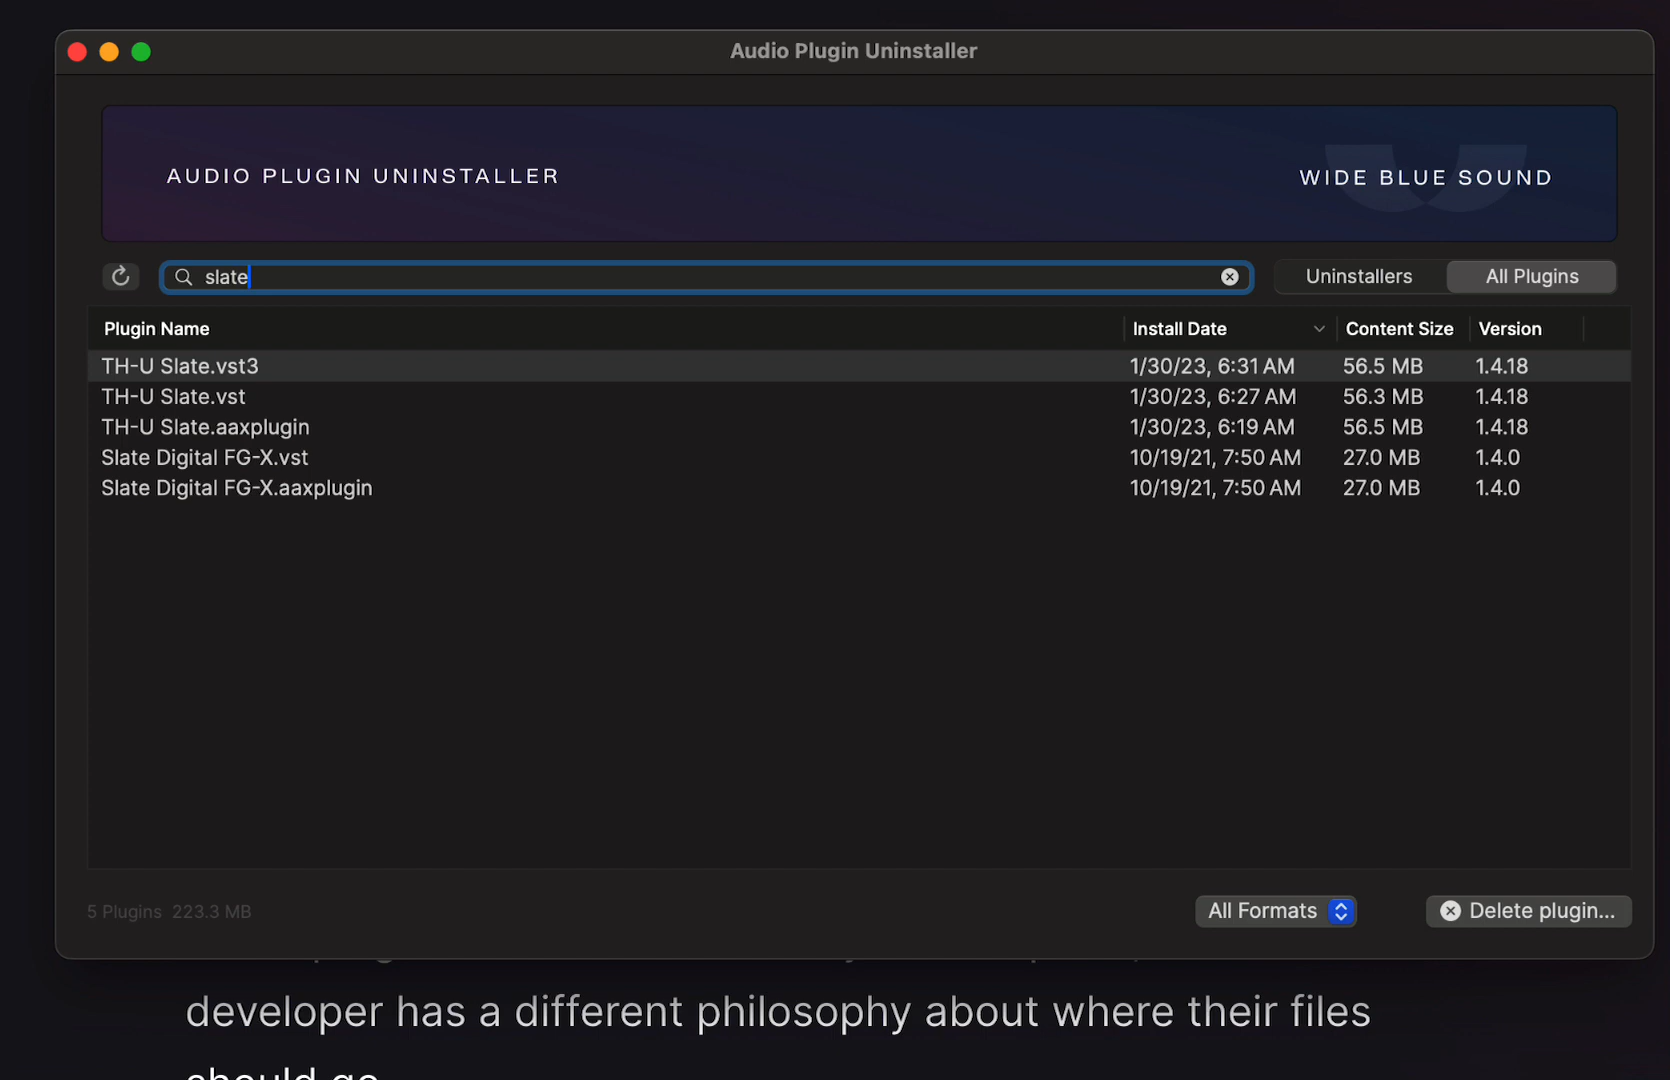 Audio Plugin Uninstaller
AUDIO PLUGIN UNINSTALLER
WIDE BLUE SOUND
slate
Uninstallers
All Plugins
Plugin Name Install Date Content Size Version
TH-U Slate.vst3 1/30/23, 6:31 AM 56.5 MB 1.4.18
TH-U Slate.vst 1/30/23, 6:27 AM 56.3 MB 1.4.18
TH-U Slate.aaxplugin 1/30/23, 6:19 AM 56.5 MB 1.4.18
Slate Digital FG-X.vst 10/19/21, 7:50 AM 27.0 MB 1.4.0
Slate Digital FG-X.aaxplugin 10/19/21, 7:50 AM 27.0 MB 1.4.0
5 Plugins 223.3 MB
All Formats
Delete plugin...
developer has a different philosophy about where their files
should go